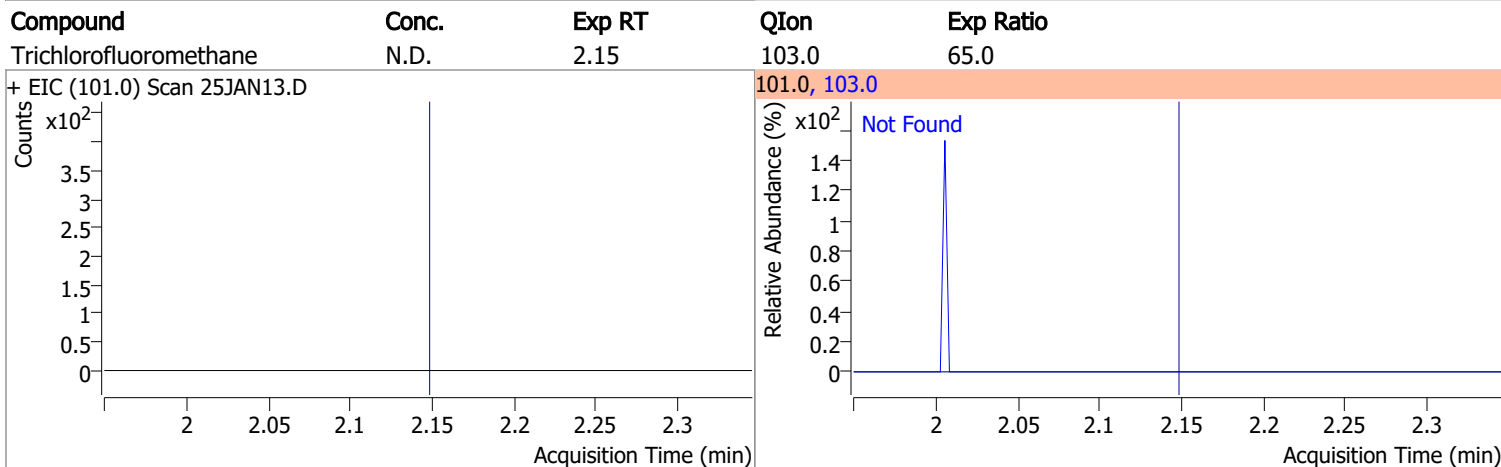 Compound Conc. Exp RT QIon Exp Ratio
Trichlorofluoromethane N.D. 2.15 103.0 65.0
+ EIC (101.0) Scan 25JAN13.D
Counts
x10²
3.5
3
2.5
2
1.5
1
0.5
0
2 2.05 2.1 2.15 2.2 2.25 2.3
Acquisition Time (min)
101.0, 103.0
Relative Abundance (%)
x10²
Not Found
1.4
1.2
1
0.8
0.6
0.4
0.2
0
2 2.05 2.1 2.15 2.2 2.25 2.3
Acquisition Time (min)